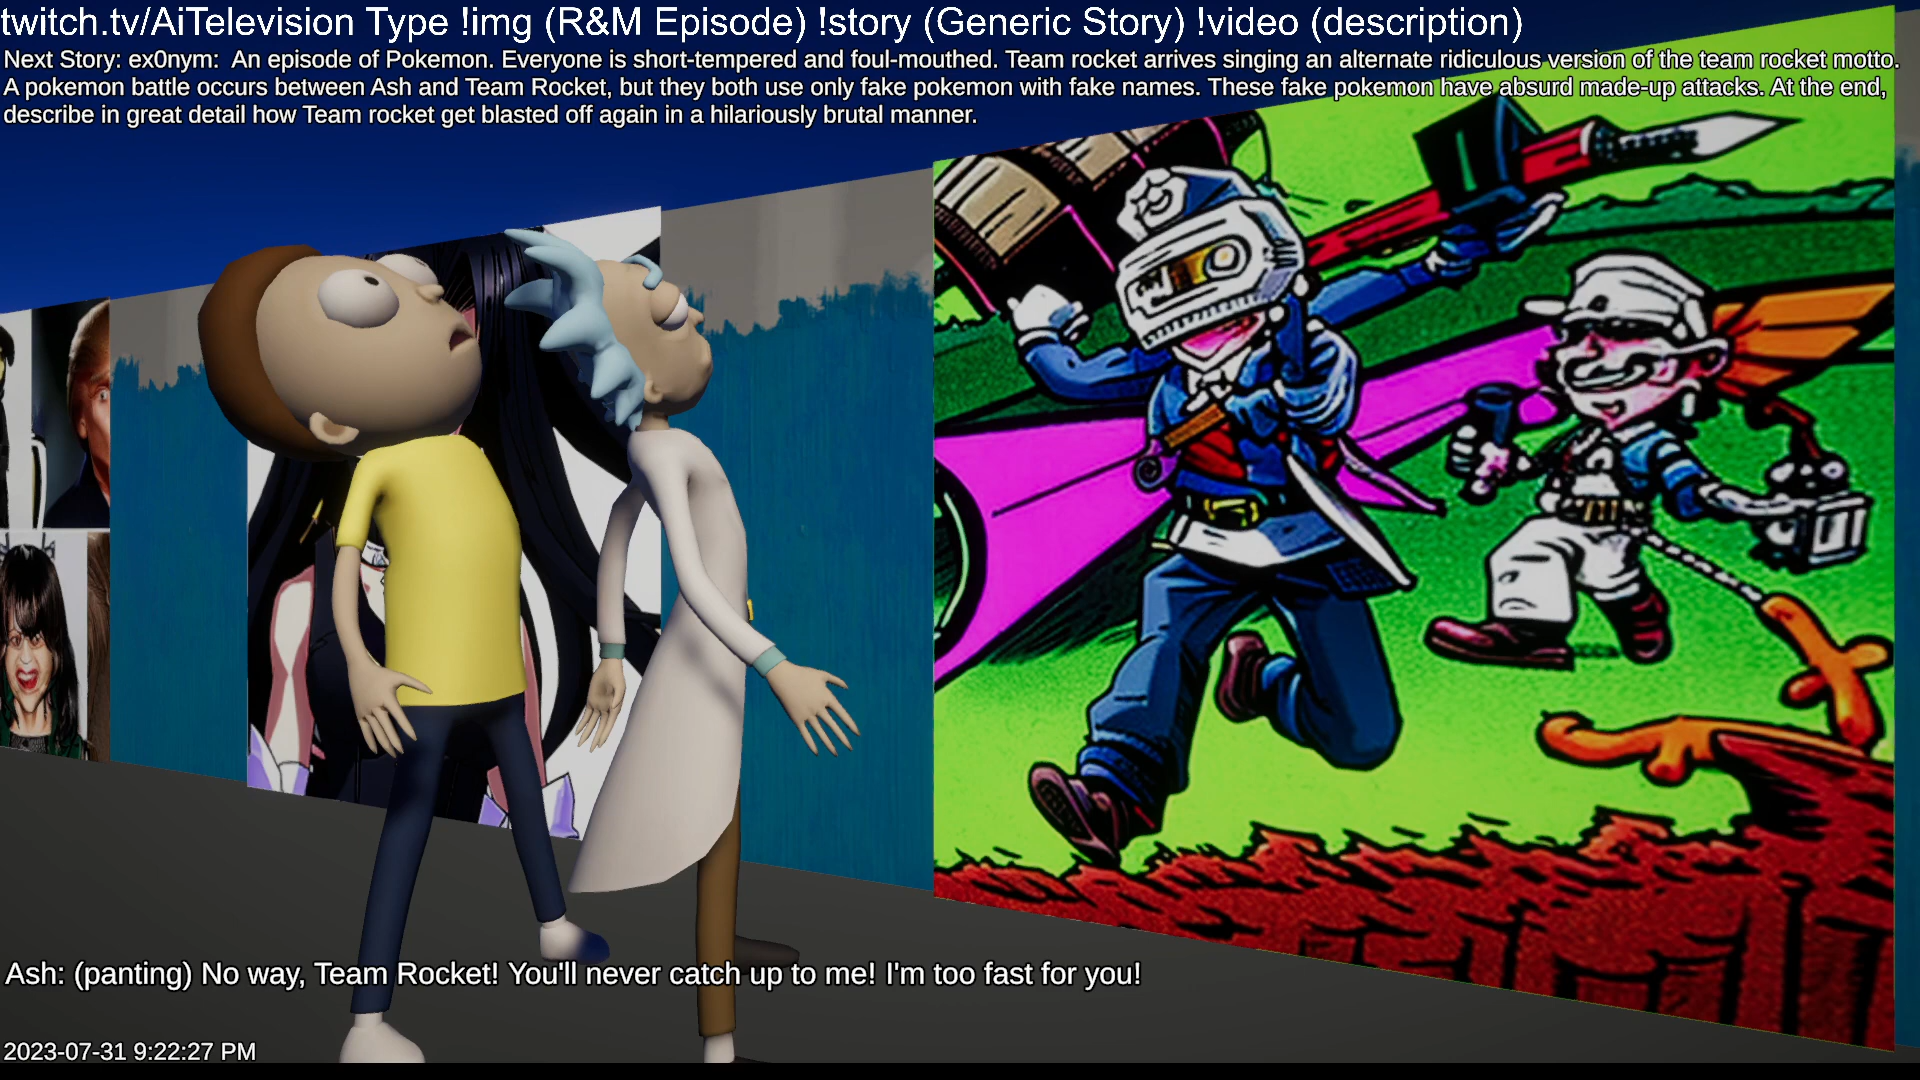 twitch.tv/AiTelevision Type !img (R&M Episode) !story (Generic Story) !video (description)
Next Story: ex0nym:  An episode of Pokemon. Everyone is short-tempered and foul-mouthed. Team rocket arrives singing an alternate ridiculous version of the team rocket motto.
A pokemon battle occurs between Ash and Team Rocket, but they both use only fake pokemon with fake names. These fake pokemon have absurd made-up attacks. At the end,
describe in great detail how Team rocket get blasted off again in a hilariously brutal manner.
Ash: (panting) No way, Team Rocket! You'll never catch up to me! I'm too fast for you!
2023-07-31 9:22:27 PM